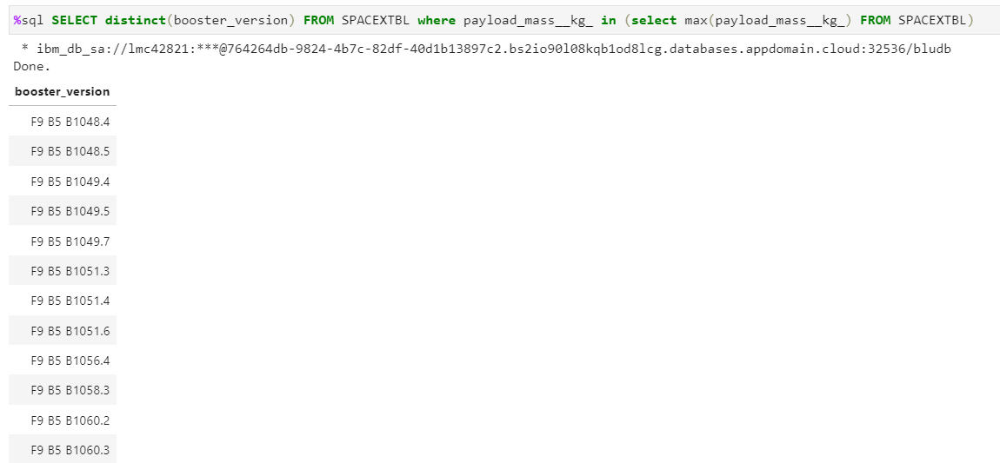 %sql SELECT distinct(booster_version) FROM SPACEXTBL where payload_mass__kg_ in (select max(payload_mass__kg_) FROM SPACEXTBL)
* ibm_db_sa://lmc42821:***@764264db-9824-4b7c-82df-40d1b13897c2.bs2io90l08kqb1od8lcg.databases.appdomain.cloud:32536/bludb
Done.
booster_version
F9 B5 B1048.4
F9 B5 B1048.5
F9 B5 B1049.4
F9 B5 B1049.5
F9 B5 B1049.7
F9 B5 B1051.3
F9 B5 B1051.4
F9 B5 B1051.6
F9 B5 B1056.4
F9 B5 B1058.3
F9 B5 B1060.2
F9 B5 B1060.3